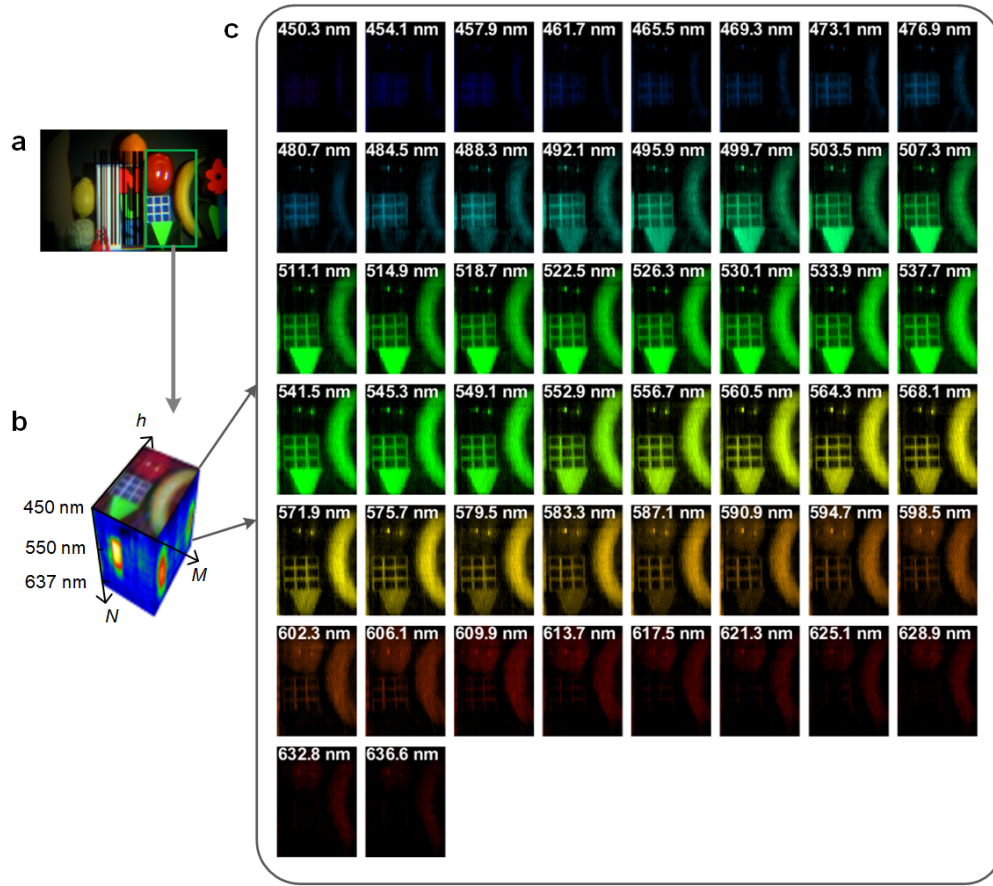 c
450.3 nm 454.1 nm 457.9 nm 461.7 nm 465.5 nm 469.3 nm 473.1 nm 476.9 nm
a
480.7 nm 484.5 nm 488.3 nm 492.1 nm 495.9 nm 499.7 nm 503.5 nm 507.3 nm
511.1 nm 514.9 nm 518.7 nm 522.5 nm 526.3 nm 530.1 nm 533.9 nm 537.7 nm
541.5 nm 545.3 nm 549.1 nm 552.9 nm 556.7 nm 560.5 nm 564.3 nm 568.1 nm
b
h
450 nm
550 nm
637 nm
M
N
571.9 nm 575.7 nm 579.5 nm 583.3 nm 587.1 nm 590.9 nm 594.7 nm 598.5 nm
602.3 nm 606.1 nm 609.9 nm 613.7 nm 617.5 nm 621.3 nm 625.1 nm 628.9 nm
632.8 nm 636.6 nm